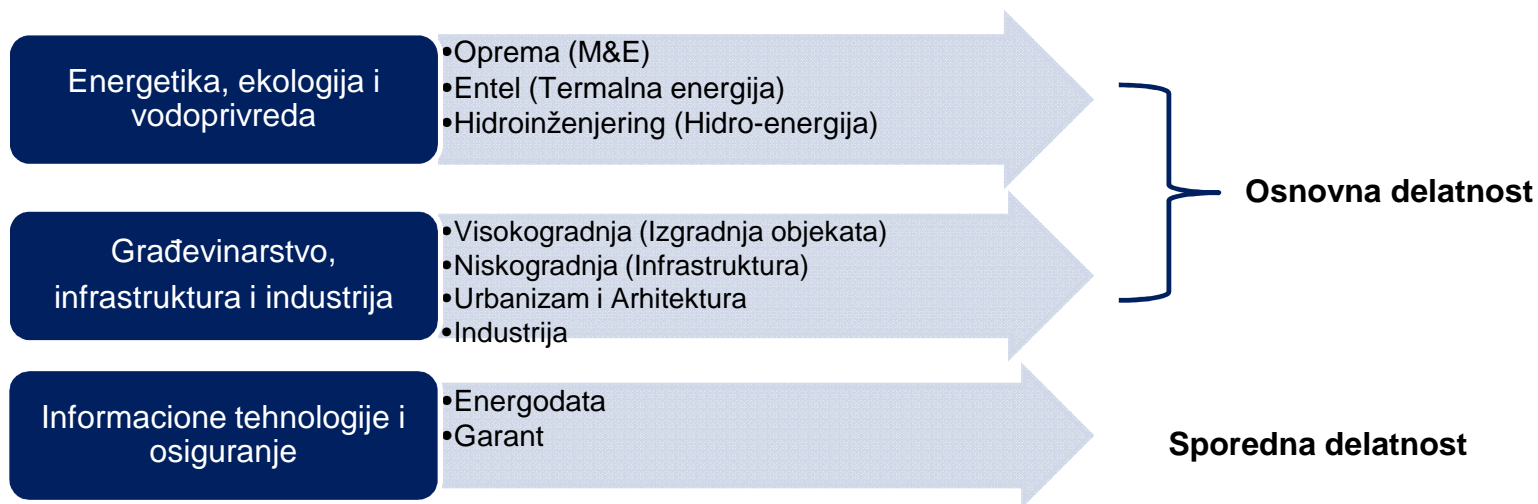 Energetika, ekologija i
vodoprivreda
•Oprema (M&E)
•Entel (Termalna energija)
•Hidroinženjering (Hidro-energija)
Građevinarstvo,
infrastruktura i industrija
•Visokogradnja (Izgradnja objekata)
•Niskogradnja (Infrastruktura)
•Urbanizam i Arhitektura
•Industrija
Osnovna delatnost
Informacione tehnologije i
osiguranje
•Energodata
•Garant
Sporedna delatnost